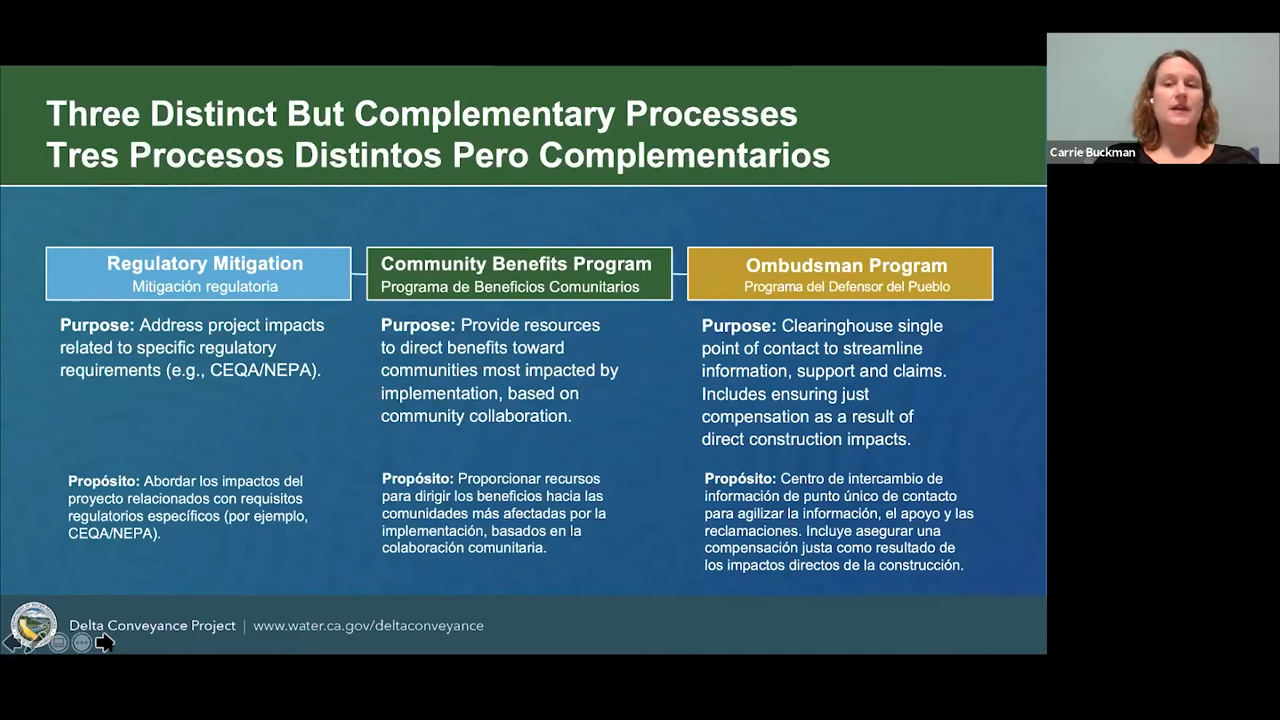 Three Distinct But Complementary Processes
Tres Procesos Distintos Pero Complementarios
Carrie Buckman
Regulatory Mitigation
Mitigación regulatoria
Purpose: Address project impacts
related to specific regulatory
requirements (e.g., CEQA/NEPA).
Propósito: Abordar los impactos del
proyecto relacionados con requisitos
regulatorios específicos (por ejemplo,
CEQA/NEPA).
Community Benefits Program
Programa de Beneficios Comunitarios
Purpose: Provide resources
to direct benefits toward
communities most impacted by
implementation, based on
community collaboration.
Propósito: Proporcionar recursos
para dirigir los beneficios hacia las
comunidades más afectadas por la
implementación, basados en la
colaboración comunitaria.
Ombudsman Program
Programa del Defensor del Pueblo
Purpose: Clearinghouse single
point of contact to streamline
information, support and claims.
Includes ensuring just
compensation as a result of
direct construction impacts.
Propósito: Centro de intercambio de
información de punto único de contacto
para agilizar la información, el apoyo y las
reclamaciones. Incluye asegurar una
compensación justa como resultado de
los impactos directos de la construcción.
Delta Conveyance Project | www.water.ca.gov/deltaconveyance